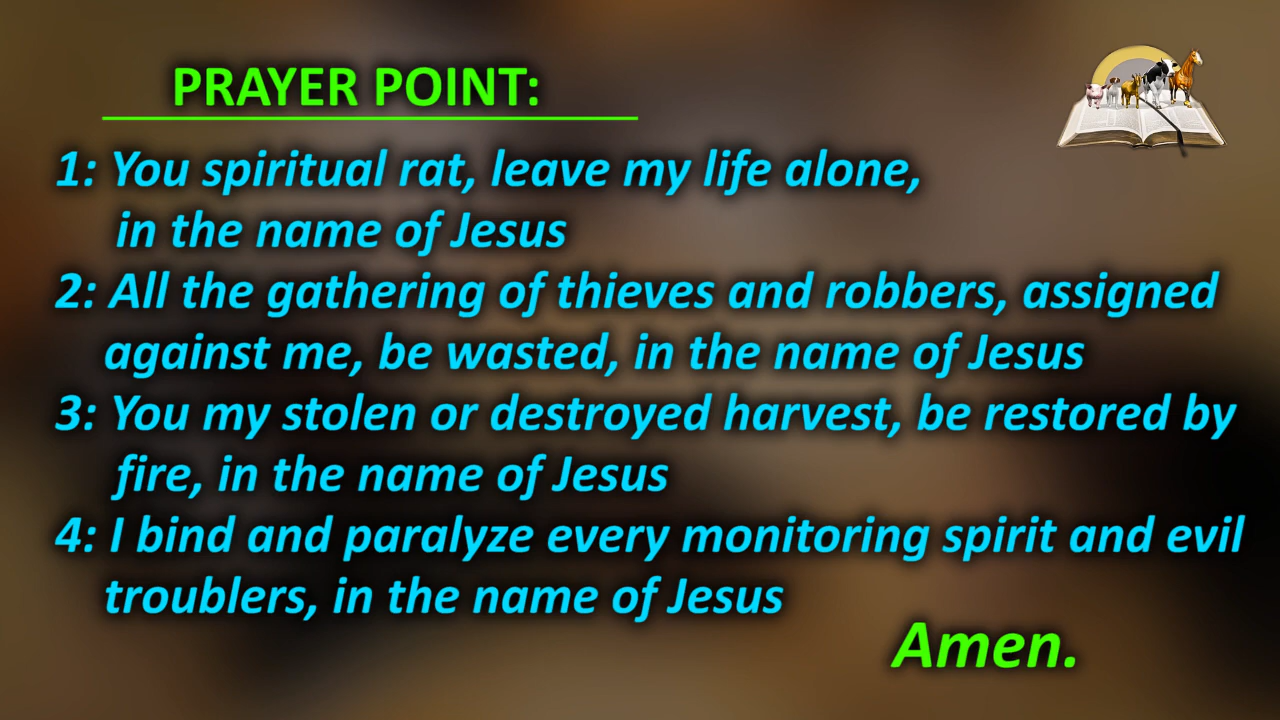 PRAYER POINT:
1: You spiritual rat, leave my life alone,
in the name of Jesus
2: All the gathering of thieves and robbers, assigned
against me, be wasted, in the name of Jesus
3: You my stolen or destroyed harvest, be restored by
fire, in the name of Jesus
4: I bind and paralyze every monitoring spirit and evil
troublers, in the name of Jesus
Amen.